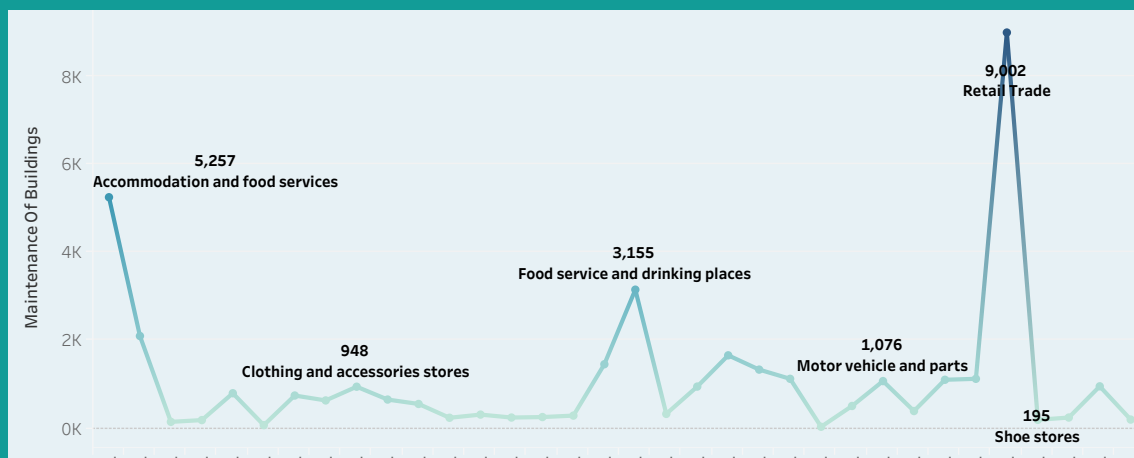 Maintenance Of Buildings
8K
6K
4K
2K
0K
5,257
Accommodation and food services
948
Clothing and accessories stores
3,155
Food service and drinking places
1,076
Motor vehicle and parts
9,002
Retail Trade
195
Shoe stores